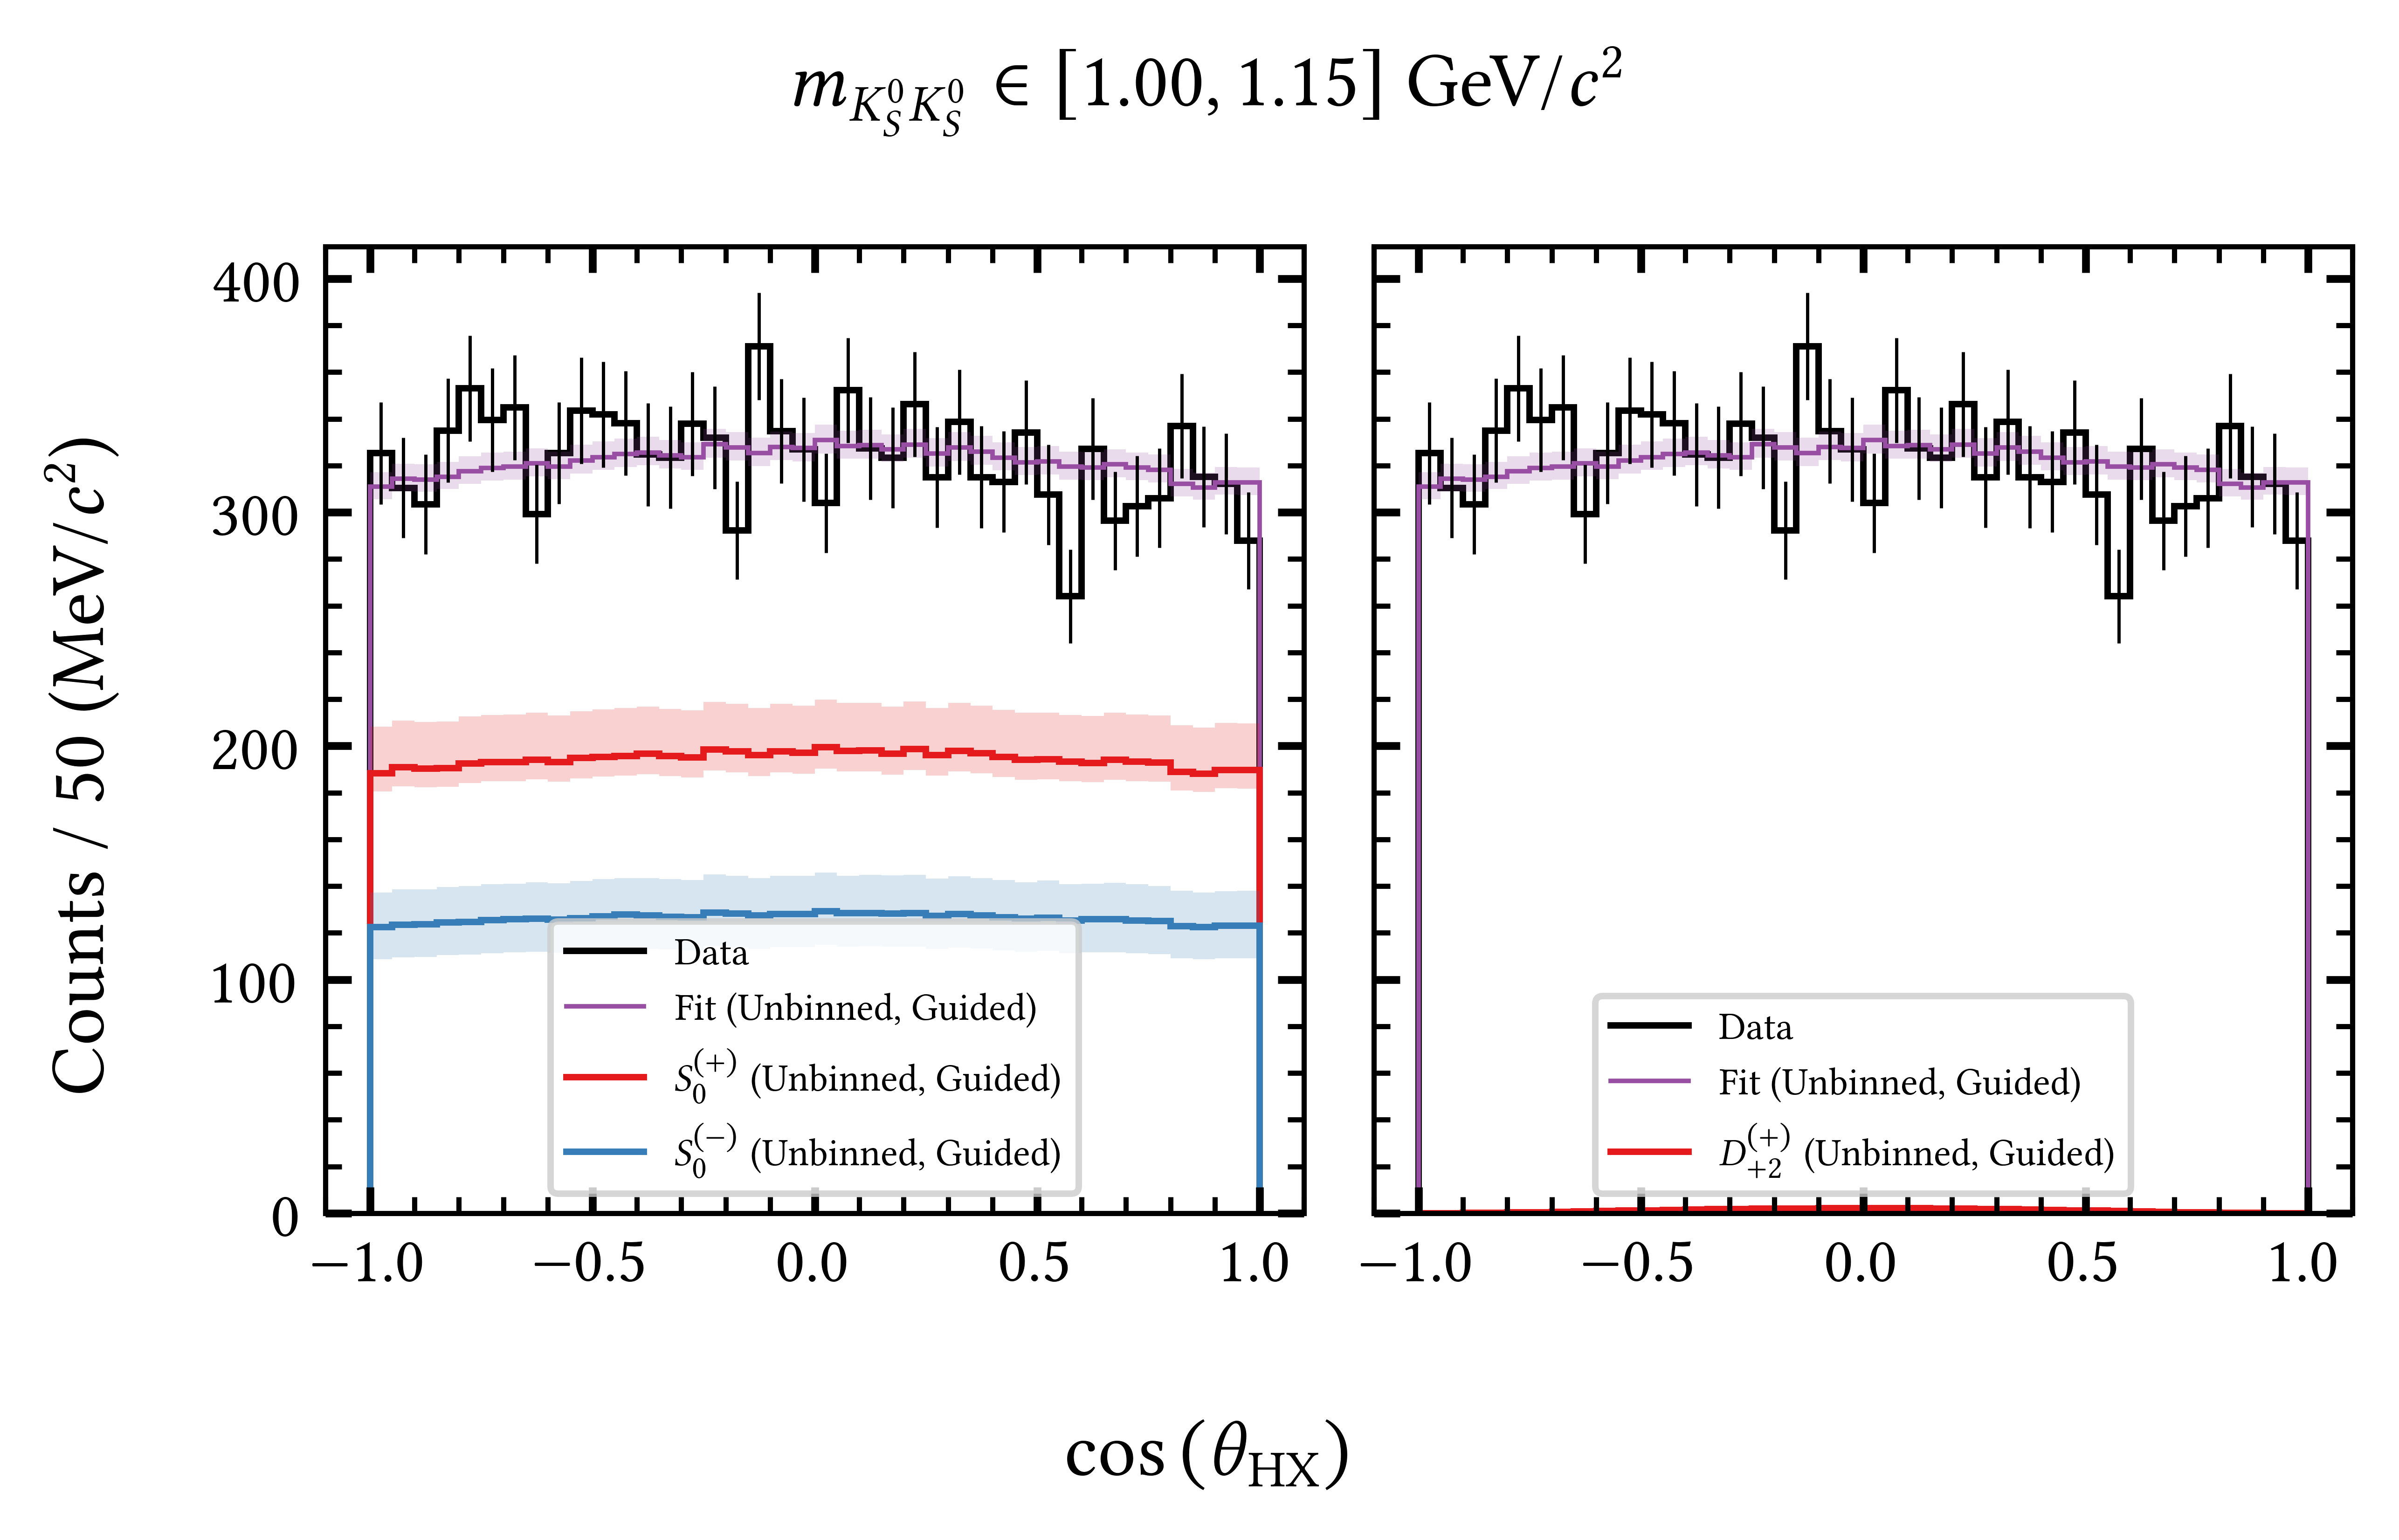 m_{K_S^0 K_S^0} ∈ [1.00, 1.15] GeV/c²
Counts / 50 (MeV/c²)
400
300
200
100
0
Data
Fit (Unbinned, Guided)
S_0^{(+)} (Unbinned, Guided)
S_0^{(−)} (Unbinned, Guided)
Data
Fit (Unbinned, Guided)
D_{+2}^{(+)} (Unbinned, Guided)
−1.0 −0.5 0.0 0.5 1.0
−1.0 −0.5 0.0 0.5 1.0
cos (θ_{HX})